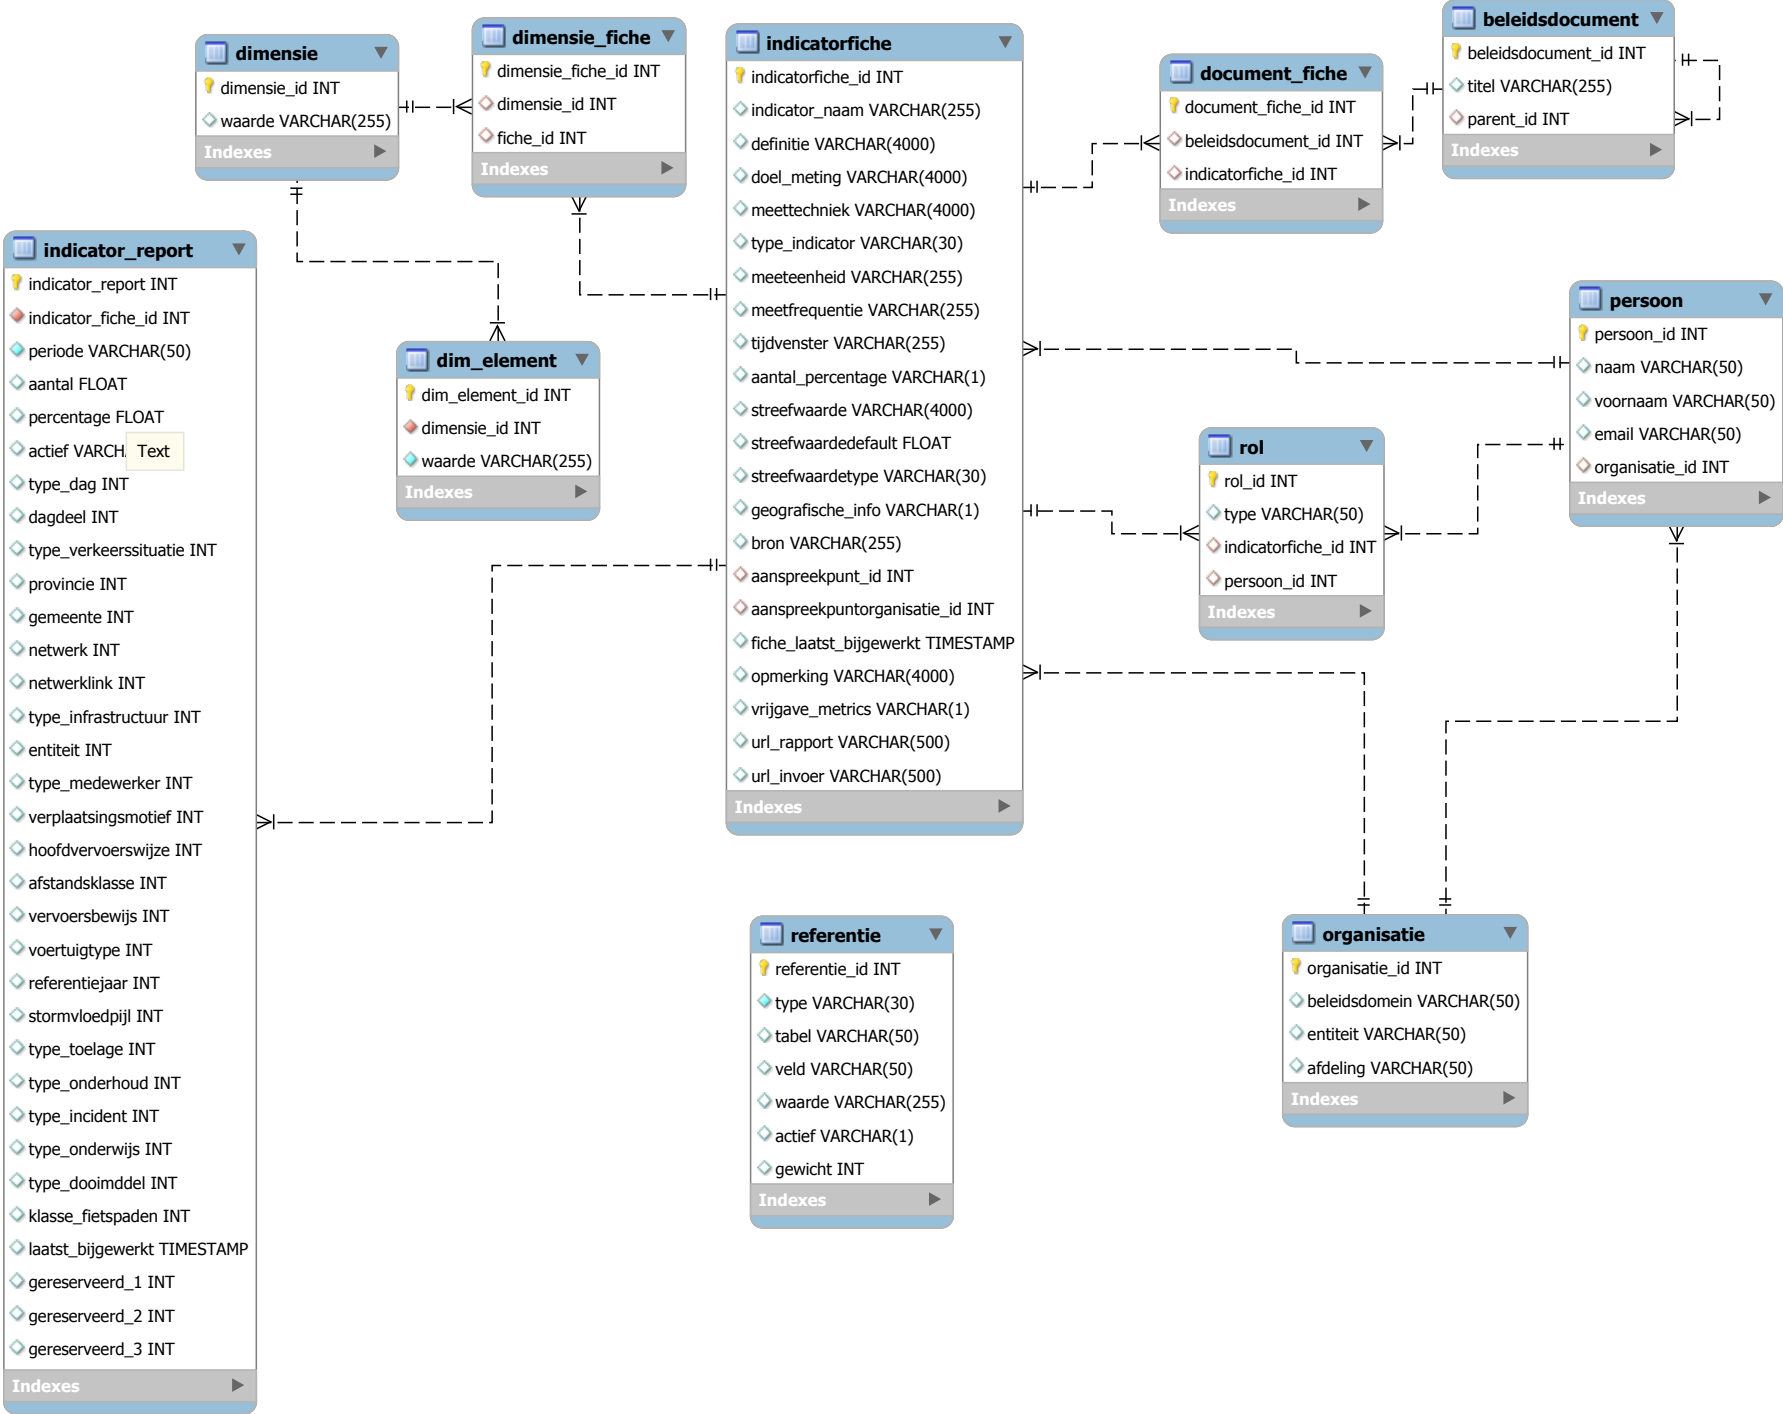 dimensie
dimensie_id INT
waarde VARCHAR(255)
Indexes
dimensie_fiche
dimensie_fiche_id INT
dimensie_id INT
fiche_id INT
Indexes
indicatorfiche
indicatorfiche_id INT
indicator_naam VARCHAR(255)
definitie VARCHAR(4000)
doel_meting VARCHAR(4000)
meettechniek VARCHAR(4000)
type_indicator VARCHAR(30)
meeteenheid VARCHAR(255)
meetfrequentie VARCHAR(255)
tijdvenster VARCHAR(255)
aantal_percentage VARCHAR(1)
streefwaarde VARCHAR(4000)
streefwaardedefault FLOAT
streefwaardetype VARCHAR(30)
geografische_info VARCHAR(1)
bron VARCHAR(255)
aanspreekpunt_id INT
aanspreekpuntorganisatie_id INT
fiche_laatst_bijgewerkt TIMESTAMP
opmerking VARCHAR(4000)
vrijgave_metrics VARCHAR(1)
url_rapport VARCHAR(500)
url_invoer VARCHAR(500)
Indexes
document_fiche
document_fiche_id INT
beleidsdocument_id INT
indicatorfiche_id INT
Indexes
beleidsdocument
beleidsdocument_id INT
titel VARCHAR(255)
parent_id INT
Indexes
indicator_report
indicator_report INT
indicator_fiche_id INT
periode VARCHAR(50)
aantal FLOAT
percentage FLOAT
actief VARCH
Text
type_dag INT
dagdeel INT
type_verkeerssituatie INT
provincie INT
gemeente INT
netwerk INT
netwerklink INT
type_infrastructuur INT
entiteit INT
type_medewerker INT
verplaatsingsmotief INT
hoofdvervoerswijze INT
afstandsklasse INT
vervoersbewijs INT
voertuigtype INT
referentiejaar INT
stormvloedpijl INT
type_toelage INT
type_onderhoud INT
type_incident INT
type_onderwijs INT
type_dooimddel INT
klasse_fietspaden INT
laatst_bijgewerkt TIMESTAMP
gereserveerd_1 INT
gereserveerd_2 INT
gereserveerd_3 INT
Indexes
dim_element
dim_element_id INT
dimensie_id INT
waarde VARCHAR(255)
Indexes
persoon
persoon_id INT
naam VARCHAR(50)
voornaam VARCHAR(50)
email VARCHAR(50)
organisatie_id INT
Indexes
rol
rol_id INT
type VARCHAR(50)
indicatorfiche_id INT
persoon_id INT
Indexes
referentie
referentie_id INT
type VARCHAR(30)
tabel VARCHAR(50)
veld VARCHAR(50)
waarde VARCHAR(255)
actief VARCHAR(1)
gewicht INT
Indexes
organisatie
organisatie_id INT
beleidsdomein VARCHAR(50)
entiteit VARCHAR(50)
afdeling VARCHAR(50)
Indexes